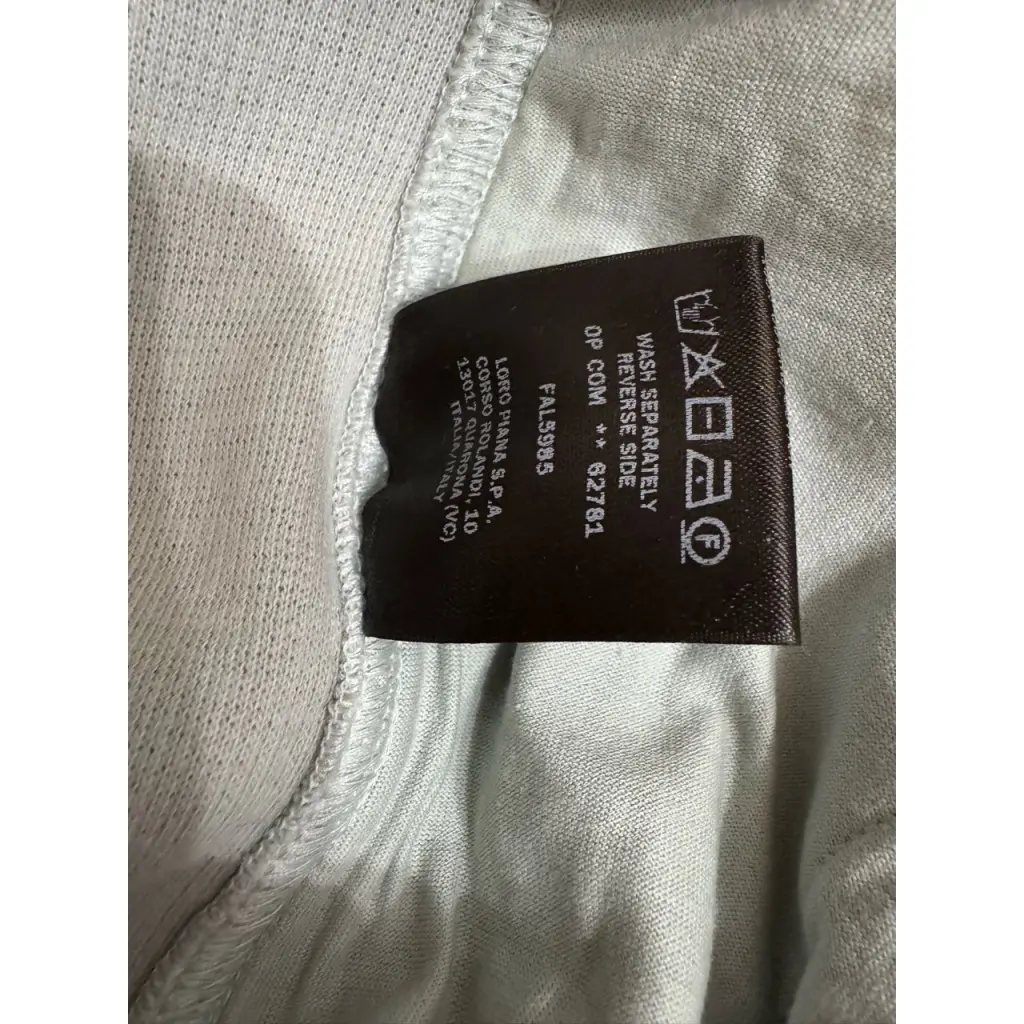 F
WASH SEPARATELY
REVERSE SIDE
OP COM ** 62781
FAL5985
LORO PIANA S.P.A.
CORSO ROLANDI, 10
13017 QUARONA (VC)
ITALIA/ITALY